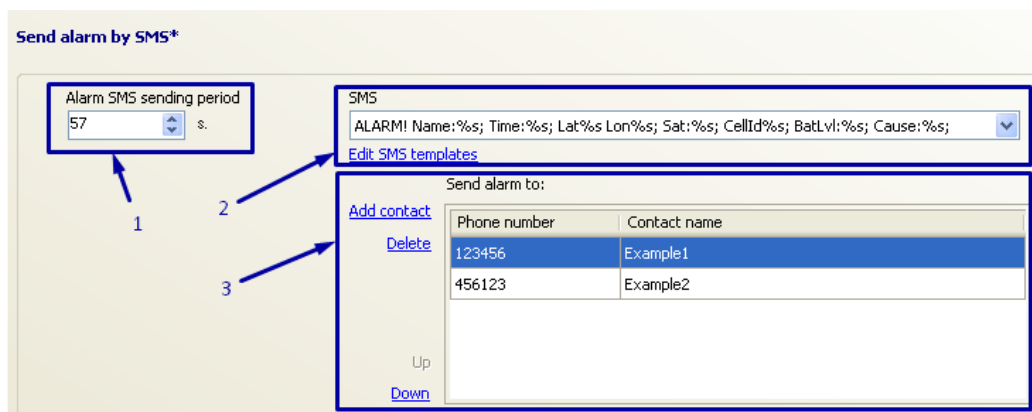 Send alarm by SMS*
Alarm SMS sending period
57 s.
1
SMS
ALARM! Name:%s; Time:%s; Lat%s Lon%s; Sat:%s; CellId%s; BatLvl:%s; Cause:%s;
Edit SMS templates
2
Send alarm to:
Add contact
Delete
Phone number Contact name
123456 Example1
456123 Example2
3
Up
Down